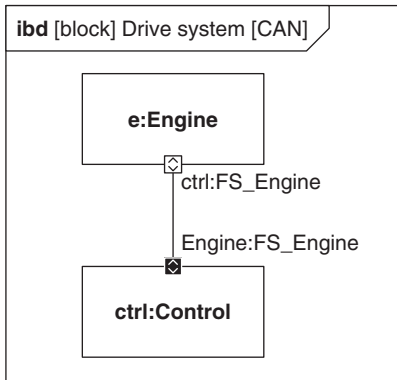 ibd [block] Drive system [CAN]
e:Engine
ctrl:FS_Engine
Engine:FS_Engine
ctrl:Control